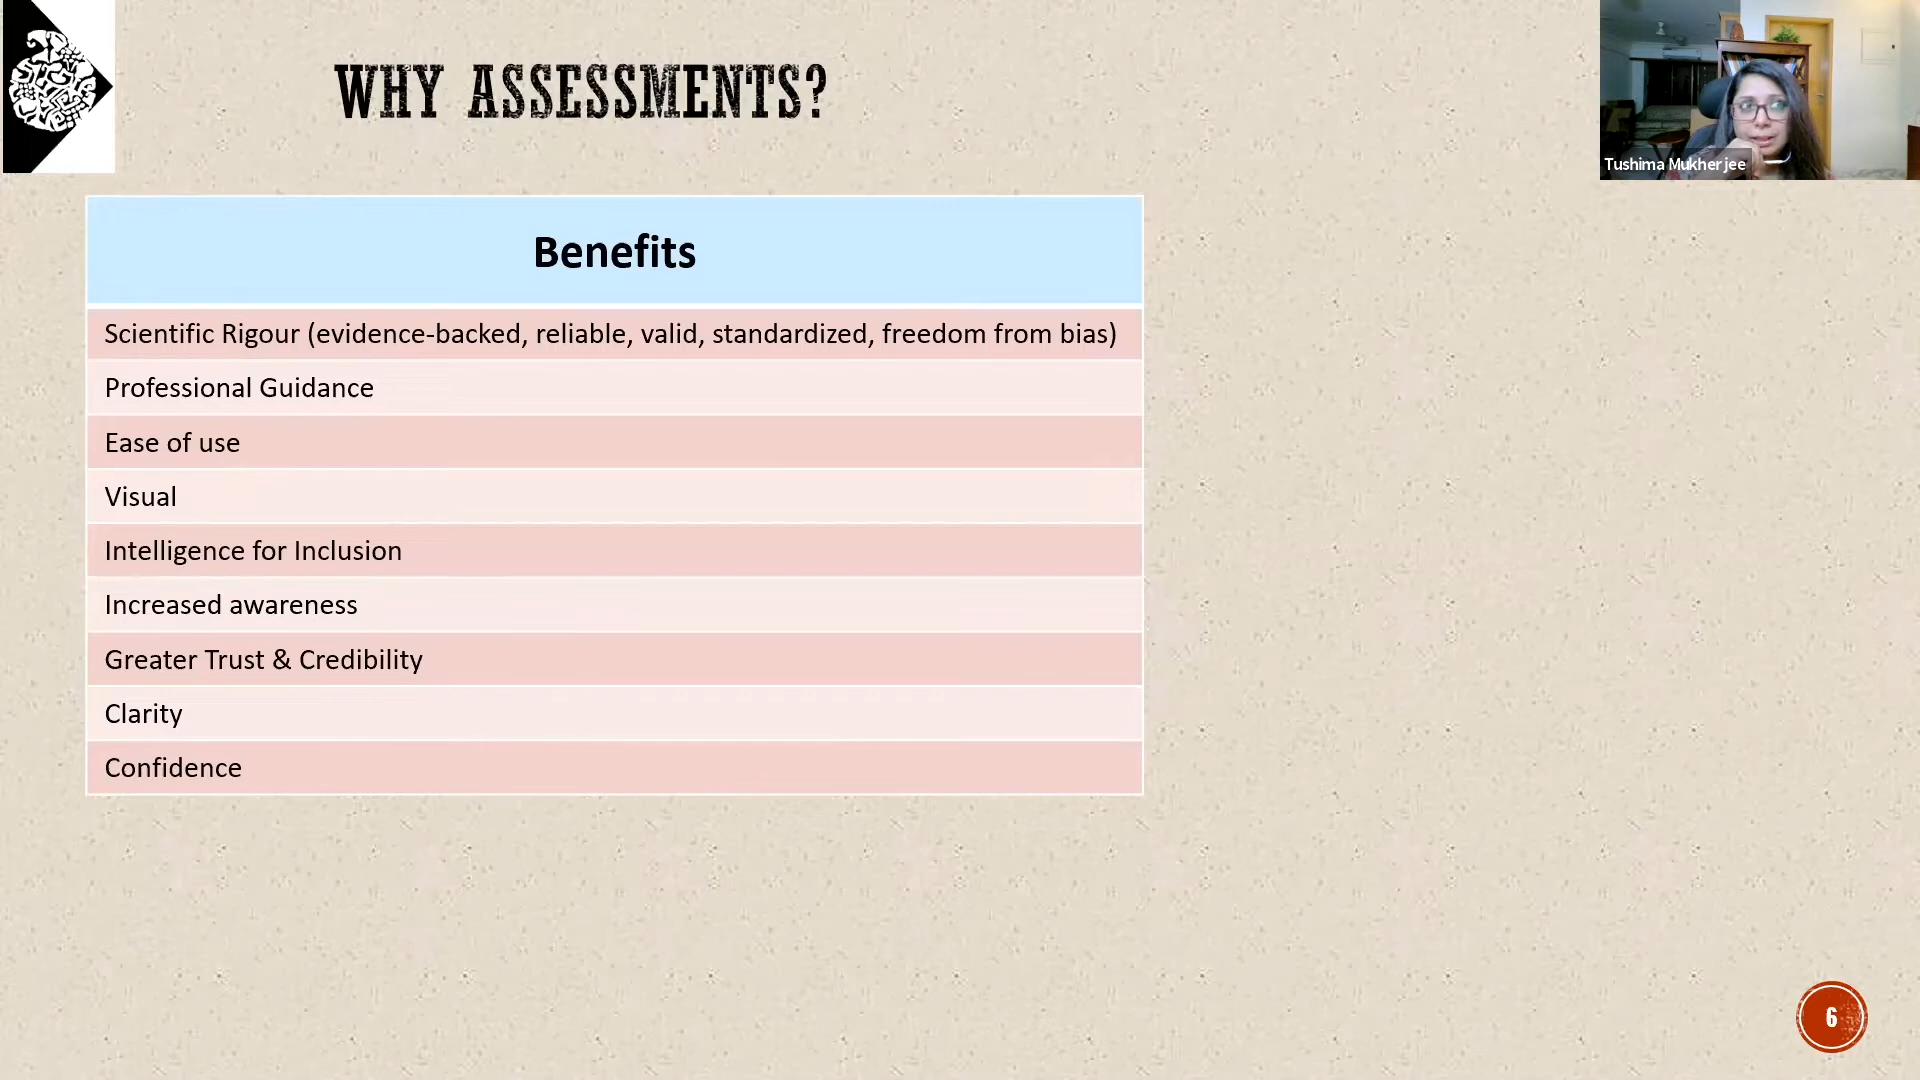 WHY ASSESSMENTS?
Tushima Mukherjee
Benefits
Scientific Rigour (evidence-backed, reliable, valid, standardized, freedom from bias)
Professional Guidance
Ease of use
Visual
Intelligence for Inclusion
Increased awareness
Greater Trust & Credibility
Clarity
Confidence
6